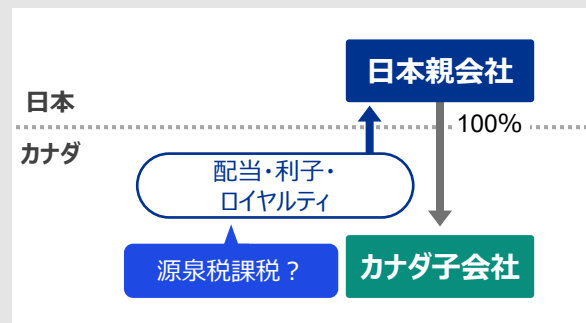 日本親会社
日本
100%
カナダ
配当・利子・
ロイヤルティ
源泉税課税？
カナダ子会社